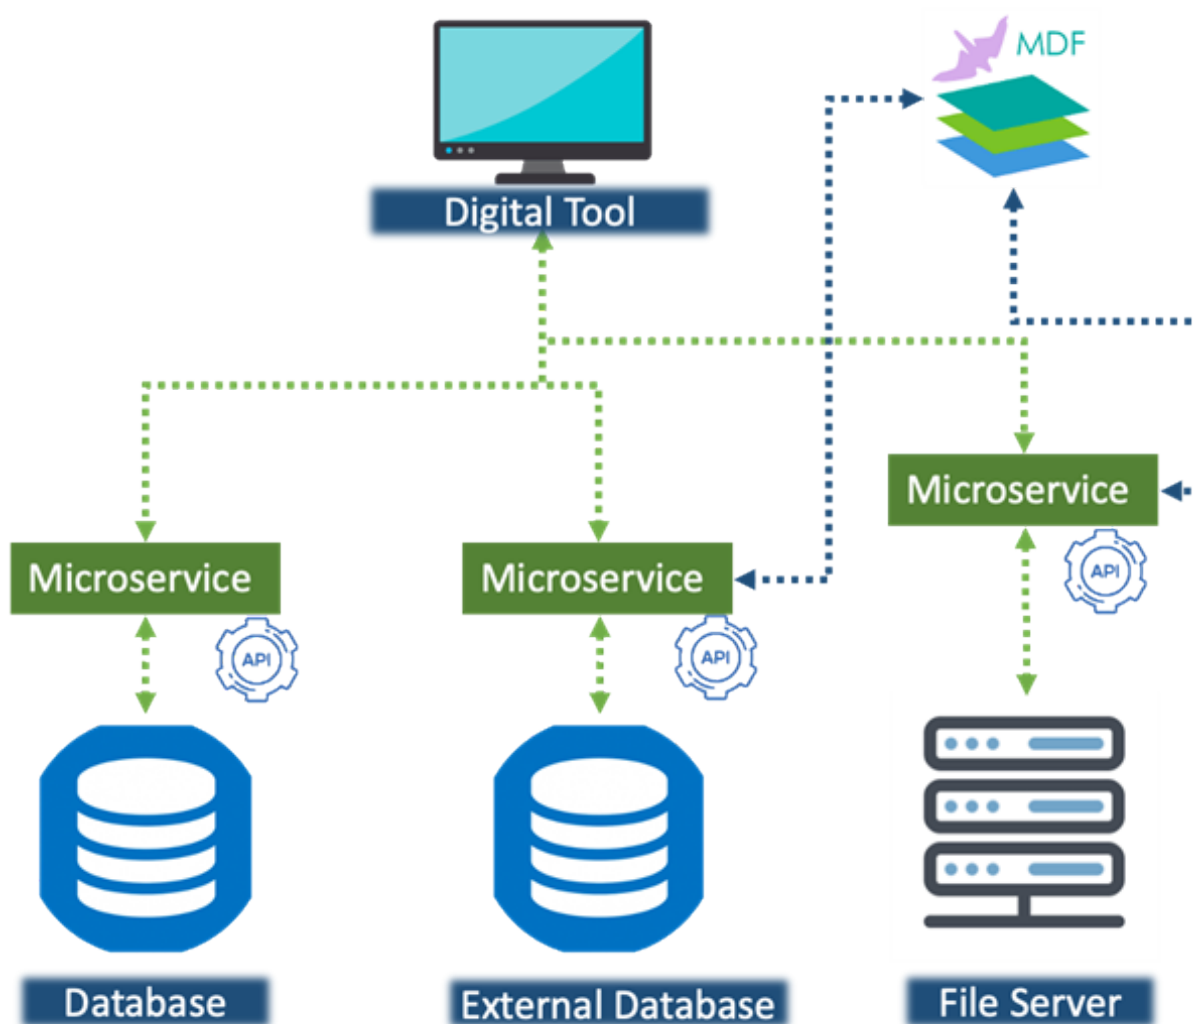 MDF
Digital Tool
Microservice
API
Microservice
API
Microservice
API
Database
External Database
File Server